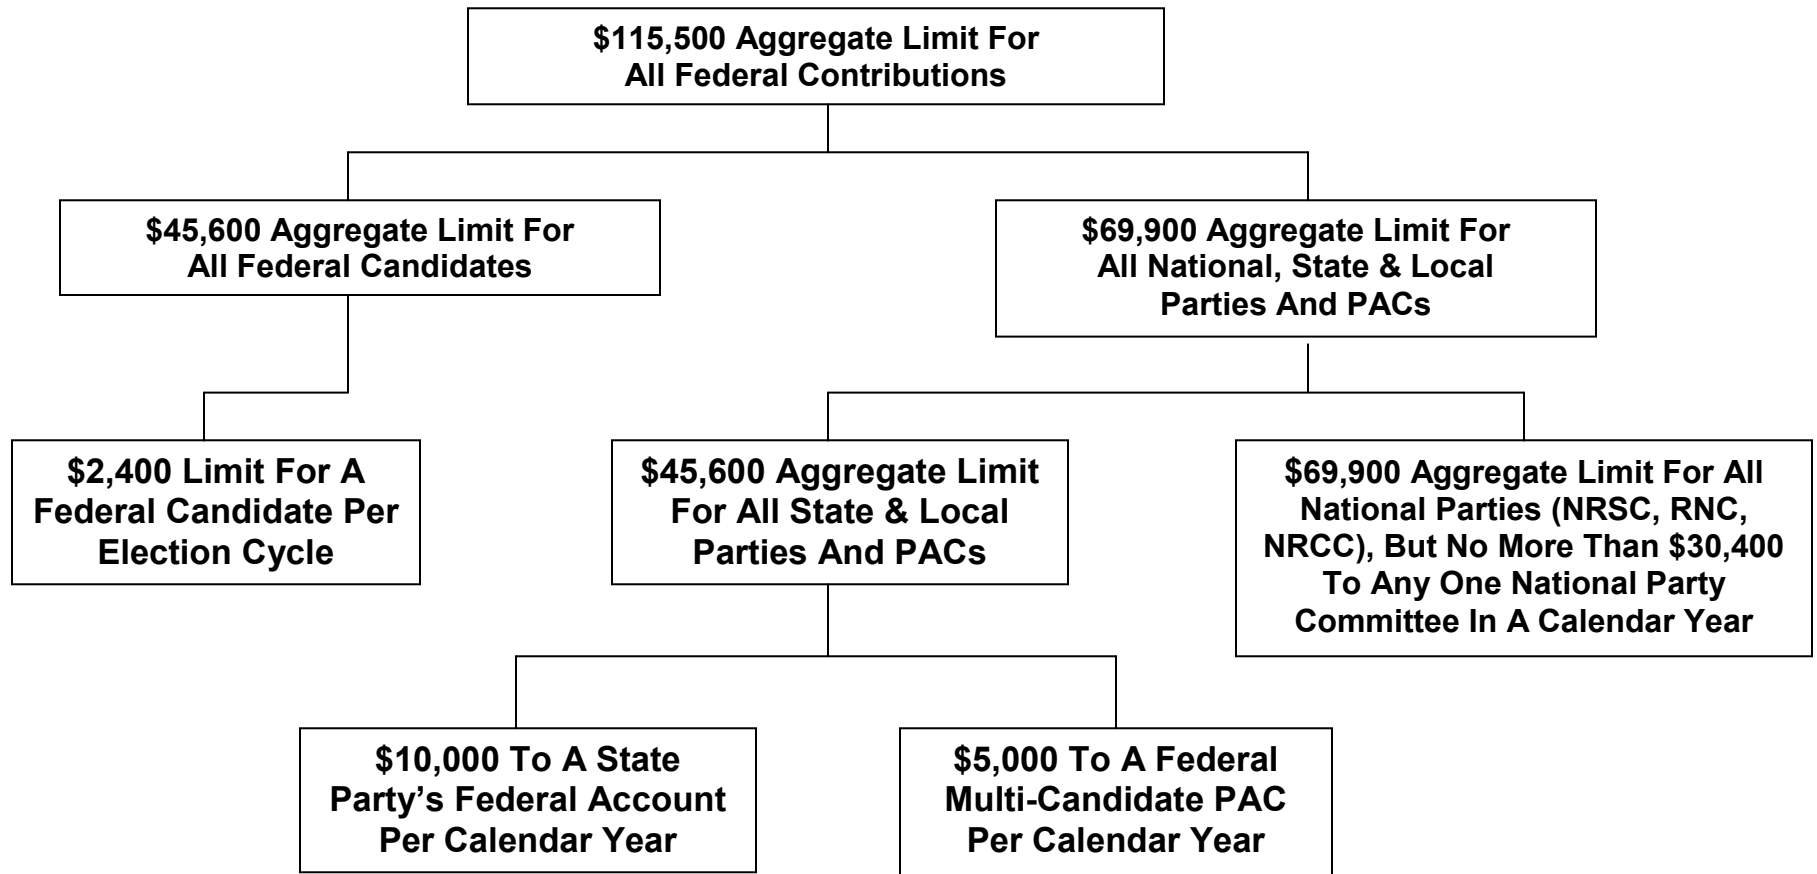 $115,500 Aggregate Limit For
All Federal Contributions
$45,600 Aggregate Limit For
All Federal Candidates
$69,900 Aggregate Limit For
All National, State & Local
Parties And PACs
$2,400 Limit For A
Federal Candidate Per
Election Cycle
$45,600 Aggregate Limit
For All State & Local
Parties And PACs
$69,900 Aggregate Limit For All
National Parties (NRSC, RNC,
NRCC), But No More Than $30,400
To Any One National Party
Committee In A Calendar Year
$10,000 To A State
Party’s Federal Account
Per Calendar Year
$5,000 To A Federal
Multi-Candidate PAC
Per Calendar Year